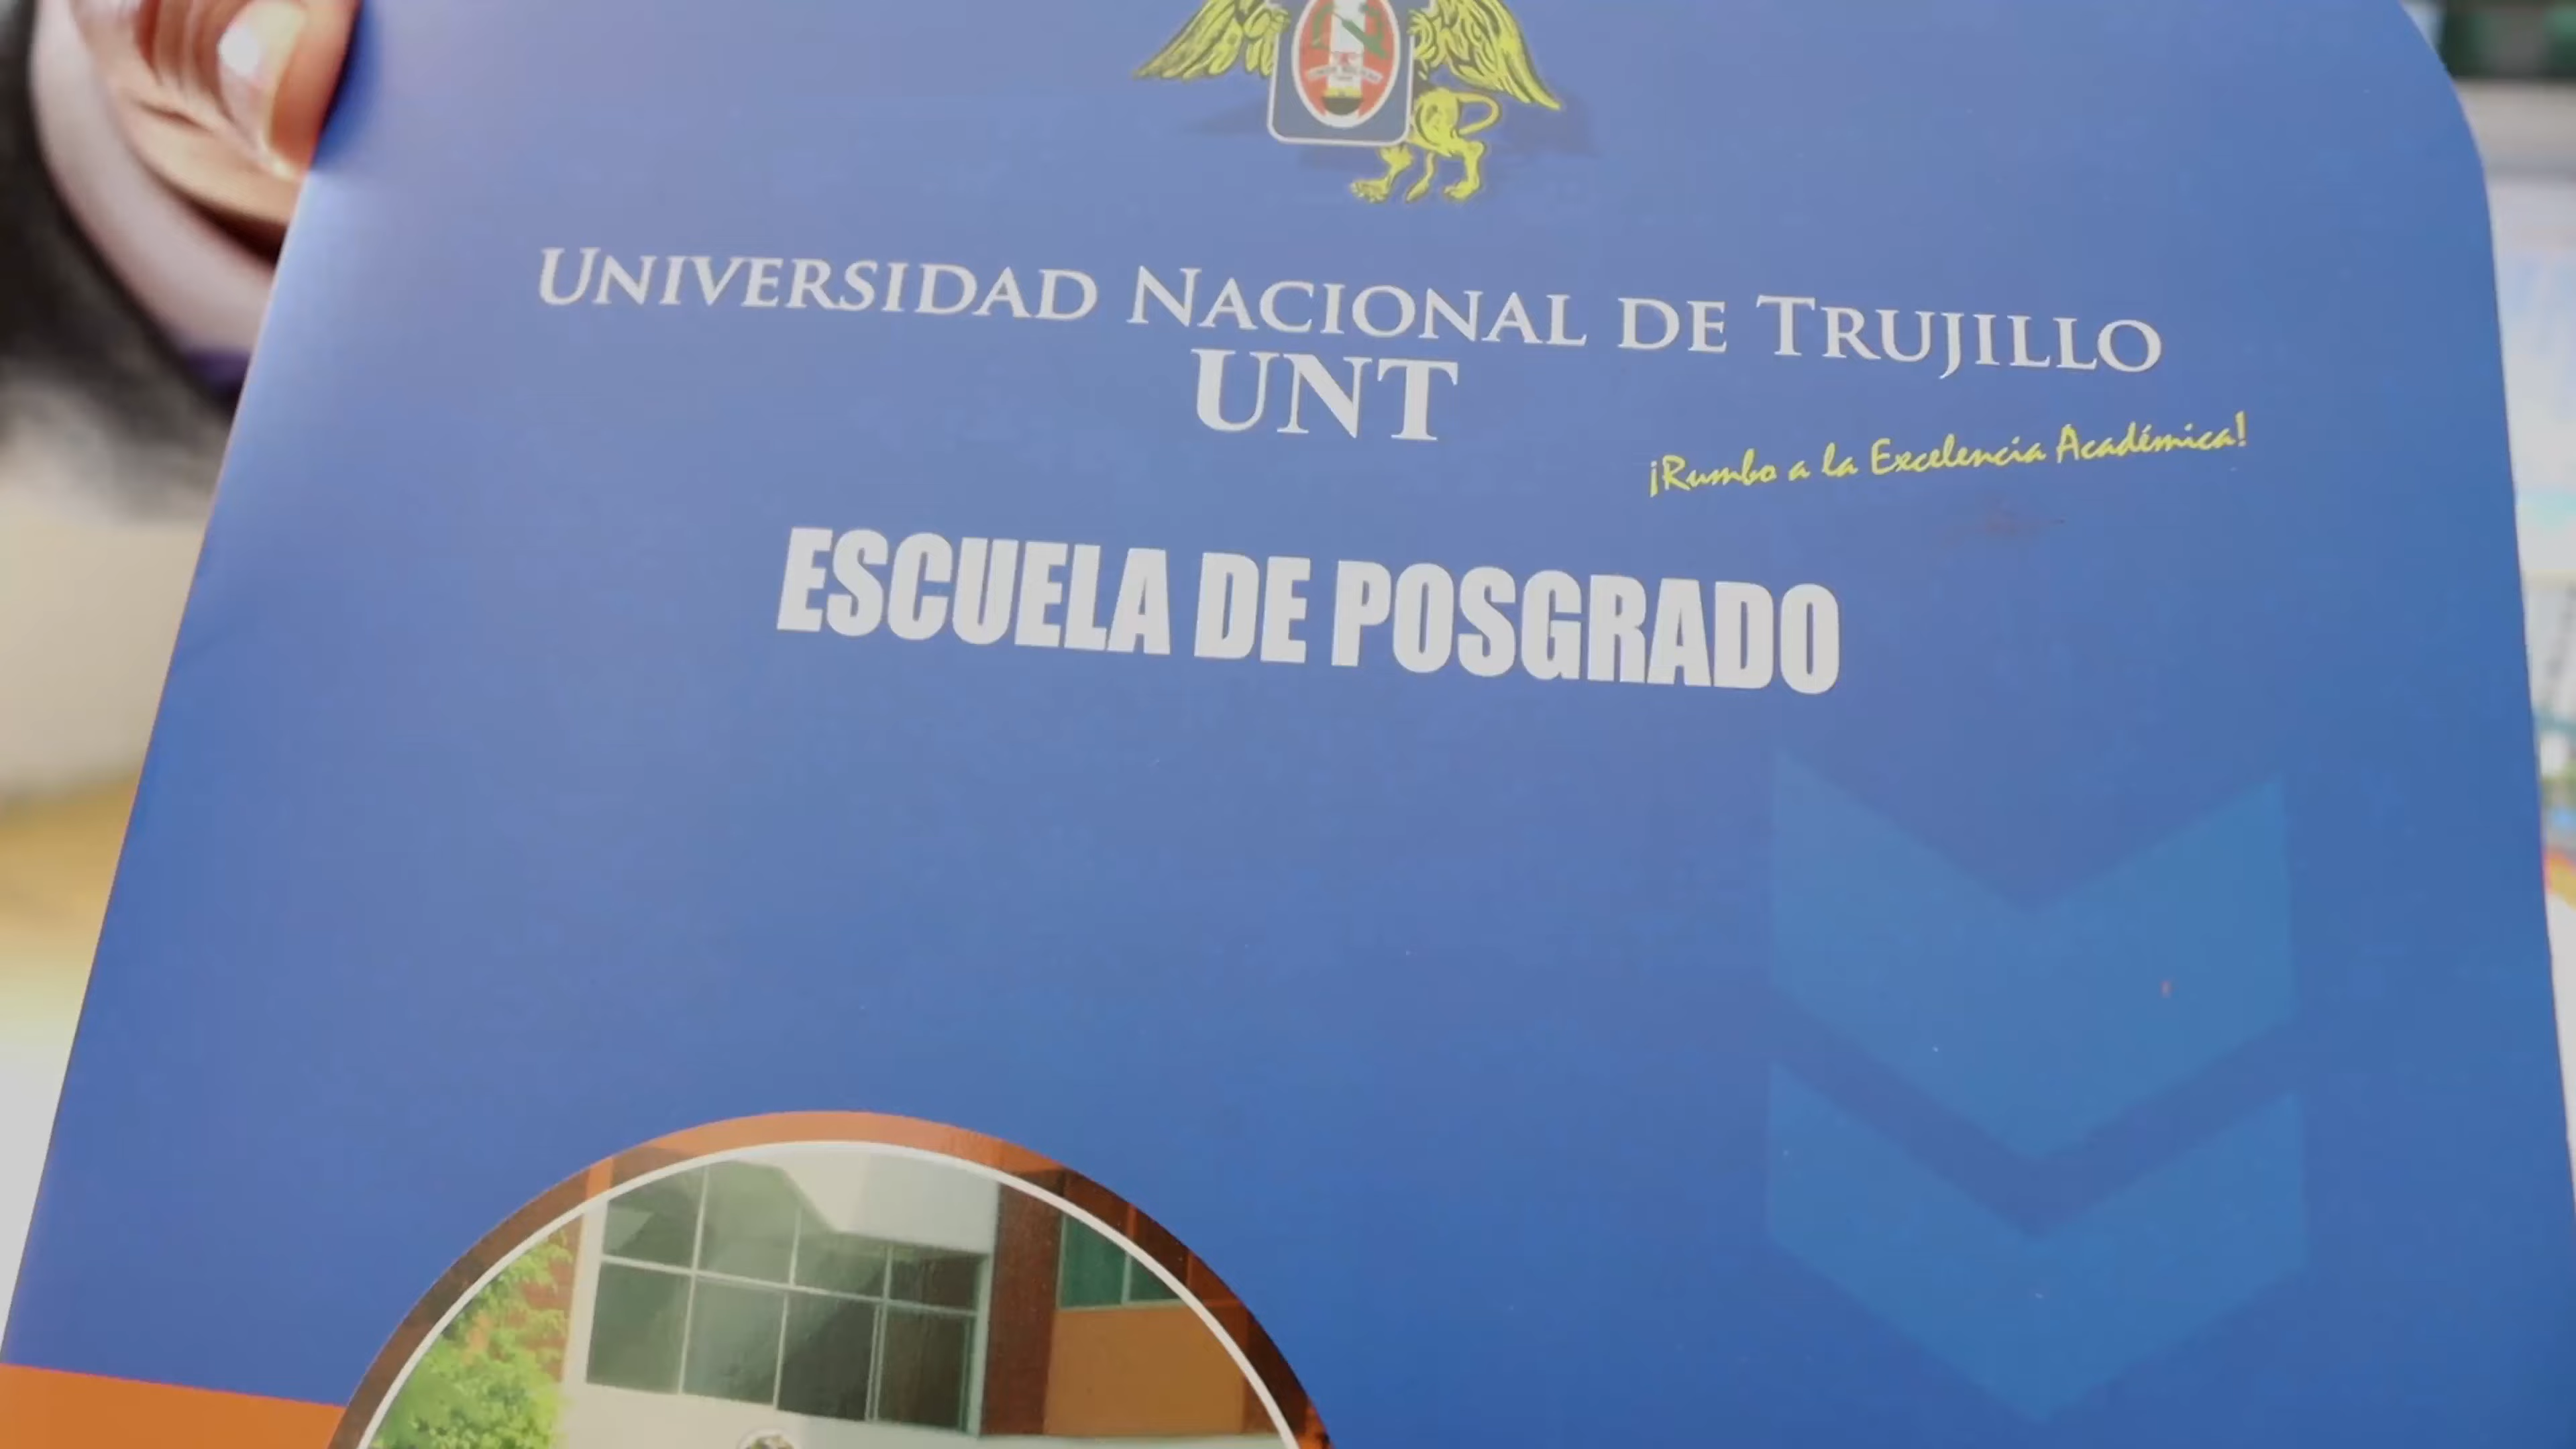 UNIVERSIDAD NACIONAL DE TRUJILLO
UNT
¡Rumbo a la Excelencia Académica!
ESCUELA DE POSGRADO